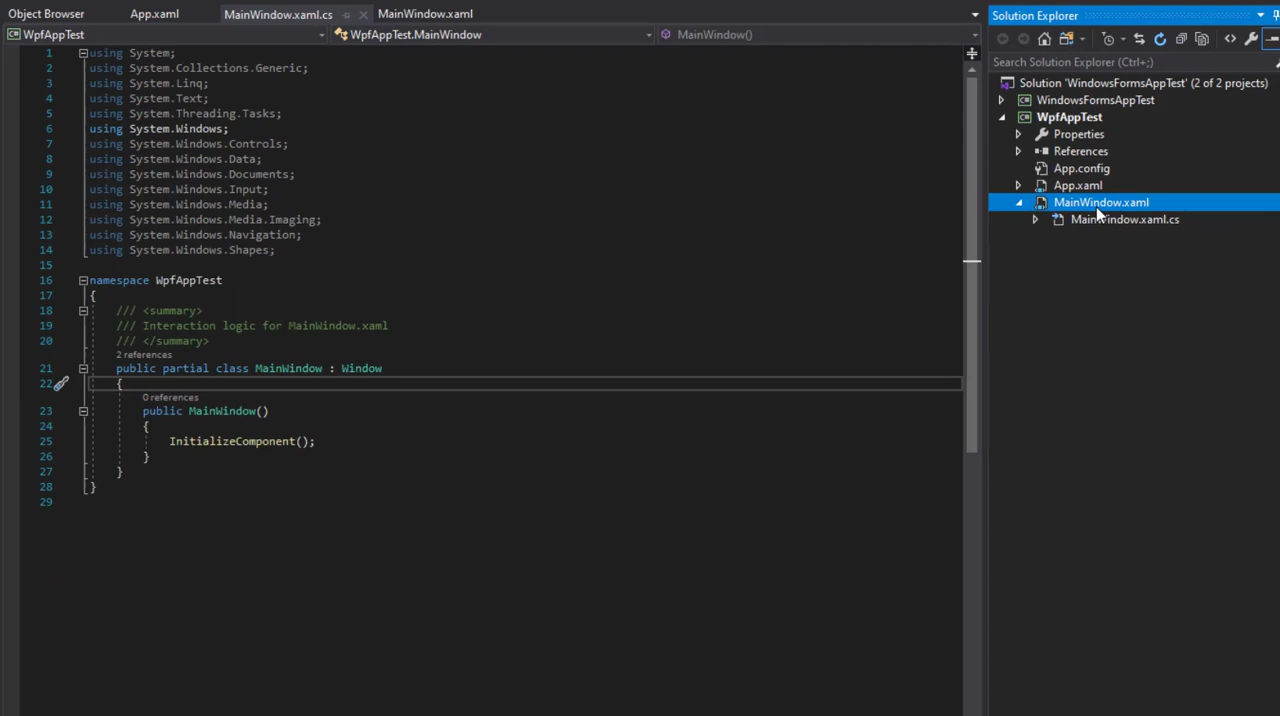 Object Browser
App.xaml
MainWindow.xaml.cs
MainWindow.xaml
WpfAppTest
WpfAppTest.MainWindow
MainWindow()
1 using System;
2 using System.Collections.Generic;
3 using System.Linq;
4 using System.Text;
5 using System.Threading.Tasks;
6 using System.Windows;
7 using System.Windows.Controls;
8 using System.Windows.Data;
9 using System.Windows.Documents;
10 using System.Windows.Input;
11 using System.Windows.Media;
12 using System.Windows.Media.Imaging;
13 using System.Windows.Navigation;
14 using System.Windows.Shapes;
15
16 namespace WpfAppTest
17 {
18 /// <summary>
19 /// Interaction logic for MainWindow.xaml
20 /// </summary>
2 references
21 public partial class MainWindow : Window
22 {
0 references
23 public MainWindow()
24 {
25 InitializeComponent();
26 }
27 }
28 }
29
Solution Explorer
Search Solution Explorer (Ctrl+;)
Solution 'WindowsFormsAppTest' (2 of 2 projects)
WindowsFormsAppTest
WpfAppTest
Properties
References
App.config
App.xaml
MainWindow.xaml
MainWindow.xaml.cs